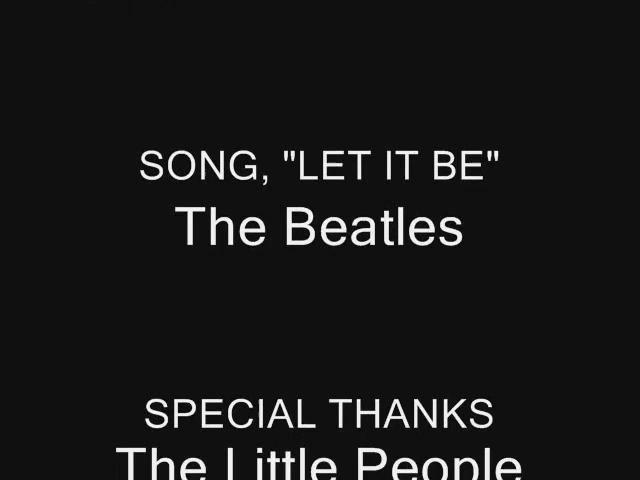 SONG, "LET IT BE"
The Beatles
SPECIAL THANKS
The Little People